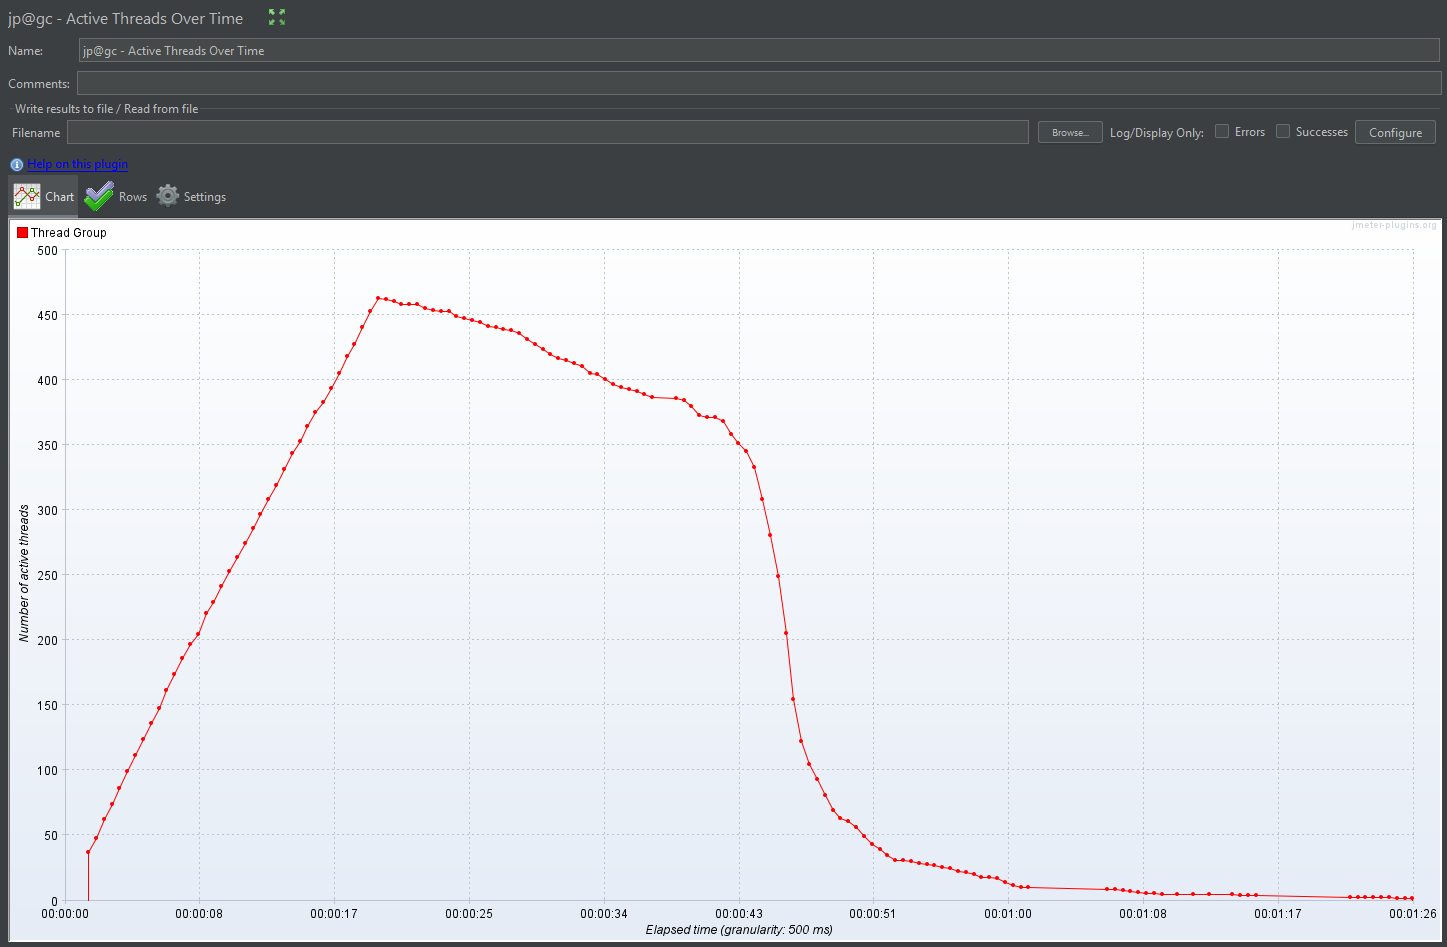 jp@gc - Active Threads Over Time
Name: jp@gc - Active Threads Over Time
Comments:
Write results to file / Read from file
Filename Browse... Log/Display Only: Errors Successes Configure
Help on this plugin
Chart Rows Settings
Thread Group
jmeter-plugins.org
500
450
400
350
300
250
200
150
100
50
0
Number of active threads
00:00:00 00:00:08 00:00:17 00:00:25 00:00:34 00:00:43 00:00:51 00:01:00 00:01:08 00:01:17 00:01:26
Elapsed time (granularity: 500 ms)